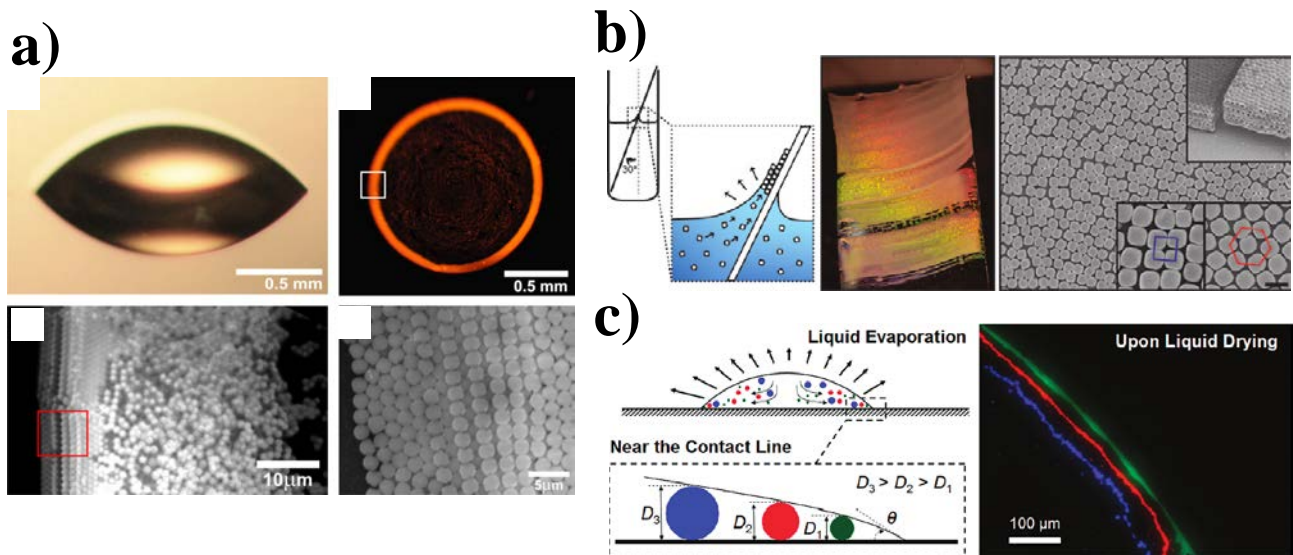 a)
0.5 mm
0.5 mm
10μm
5μm
b)
30°
c)
Liquid Evaporation
Near the Contact Line
D3 > D2 > D1
D3
D2
D1
θ
Upon Liquid Drying
100 μm